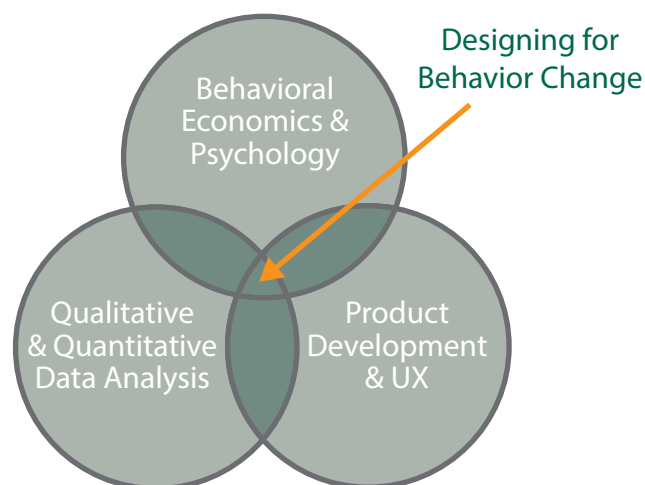 Designing for
Behavior Change
Behavioral
Economics &
Psychology
Qualitative
& Quantitative
Data Analysis
Product
Development
& UX